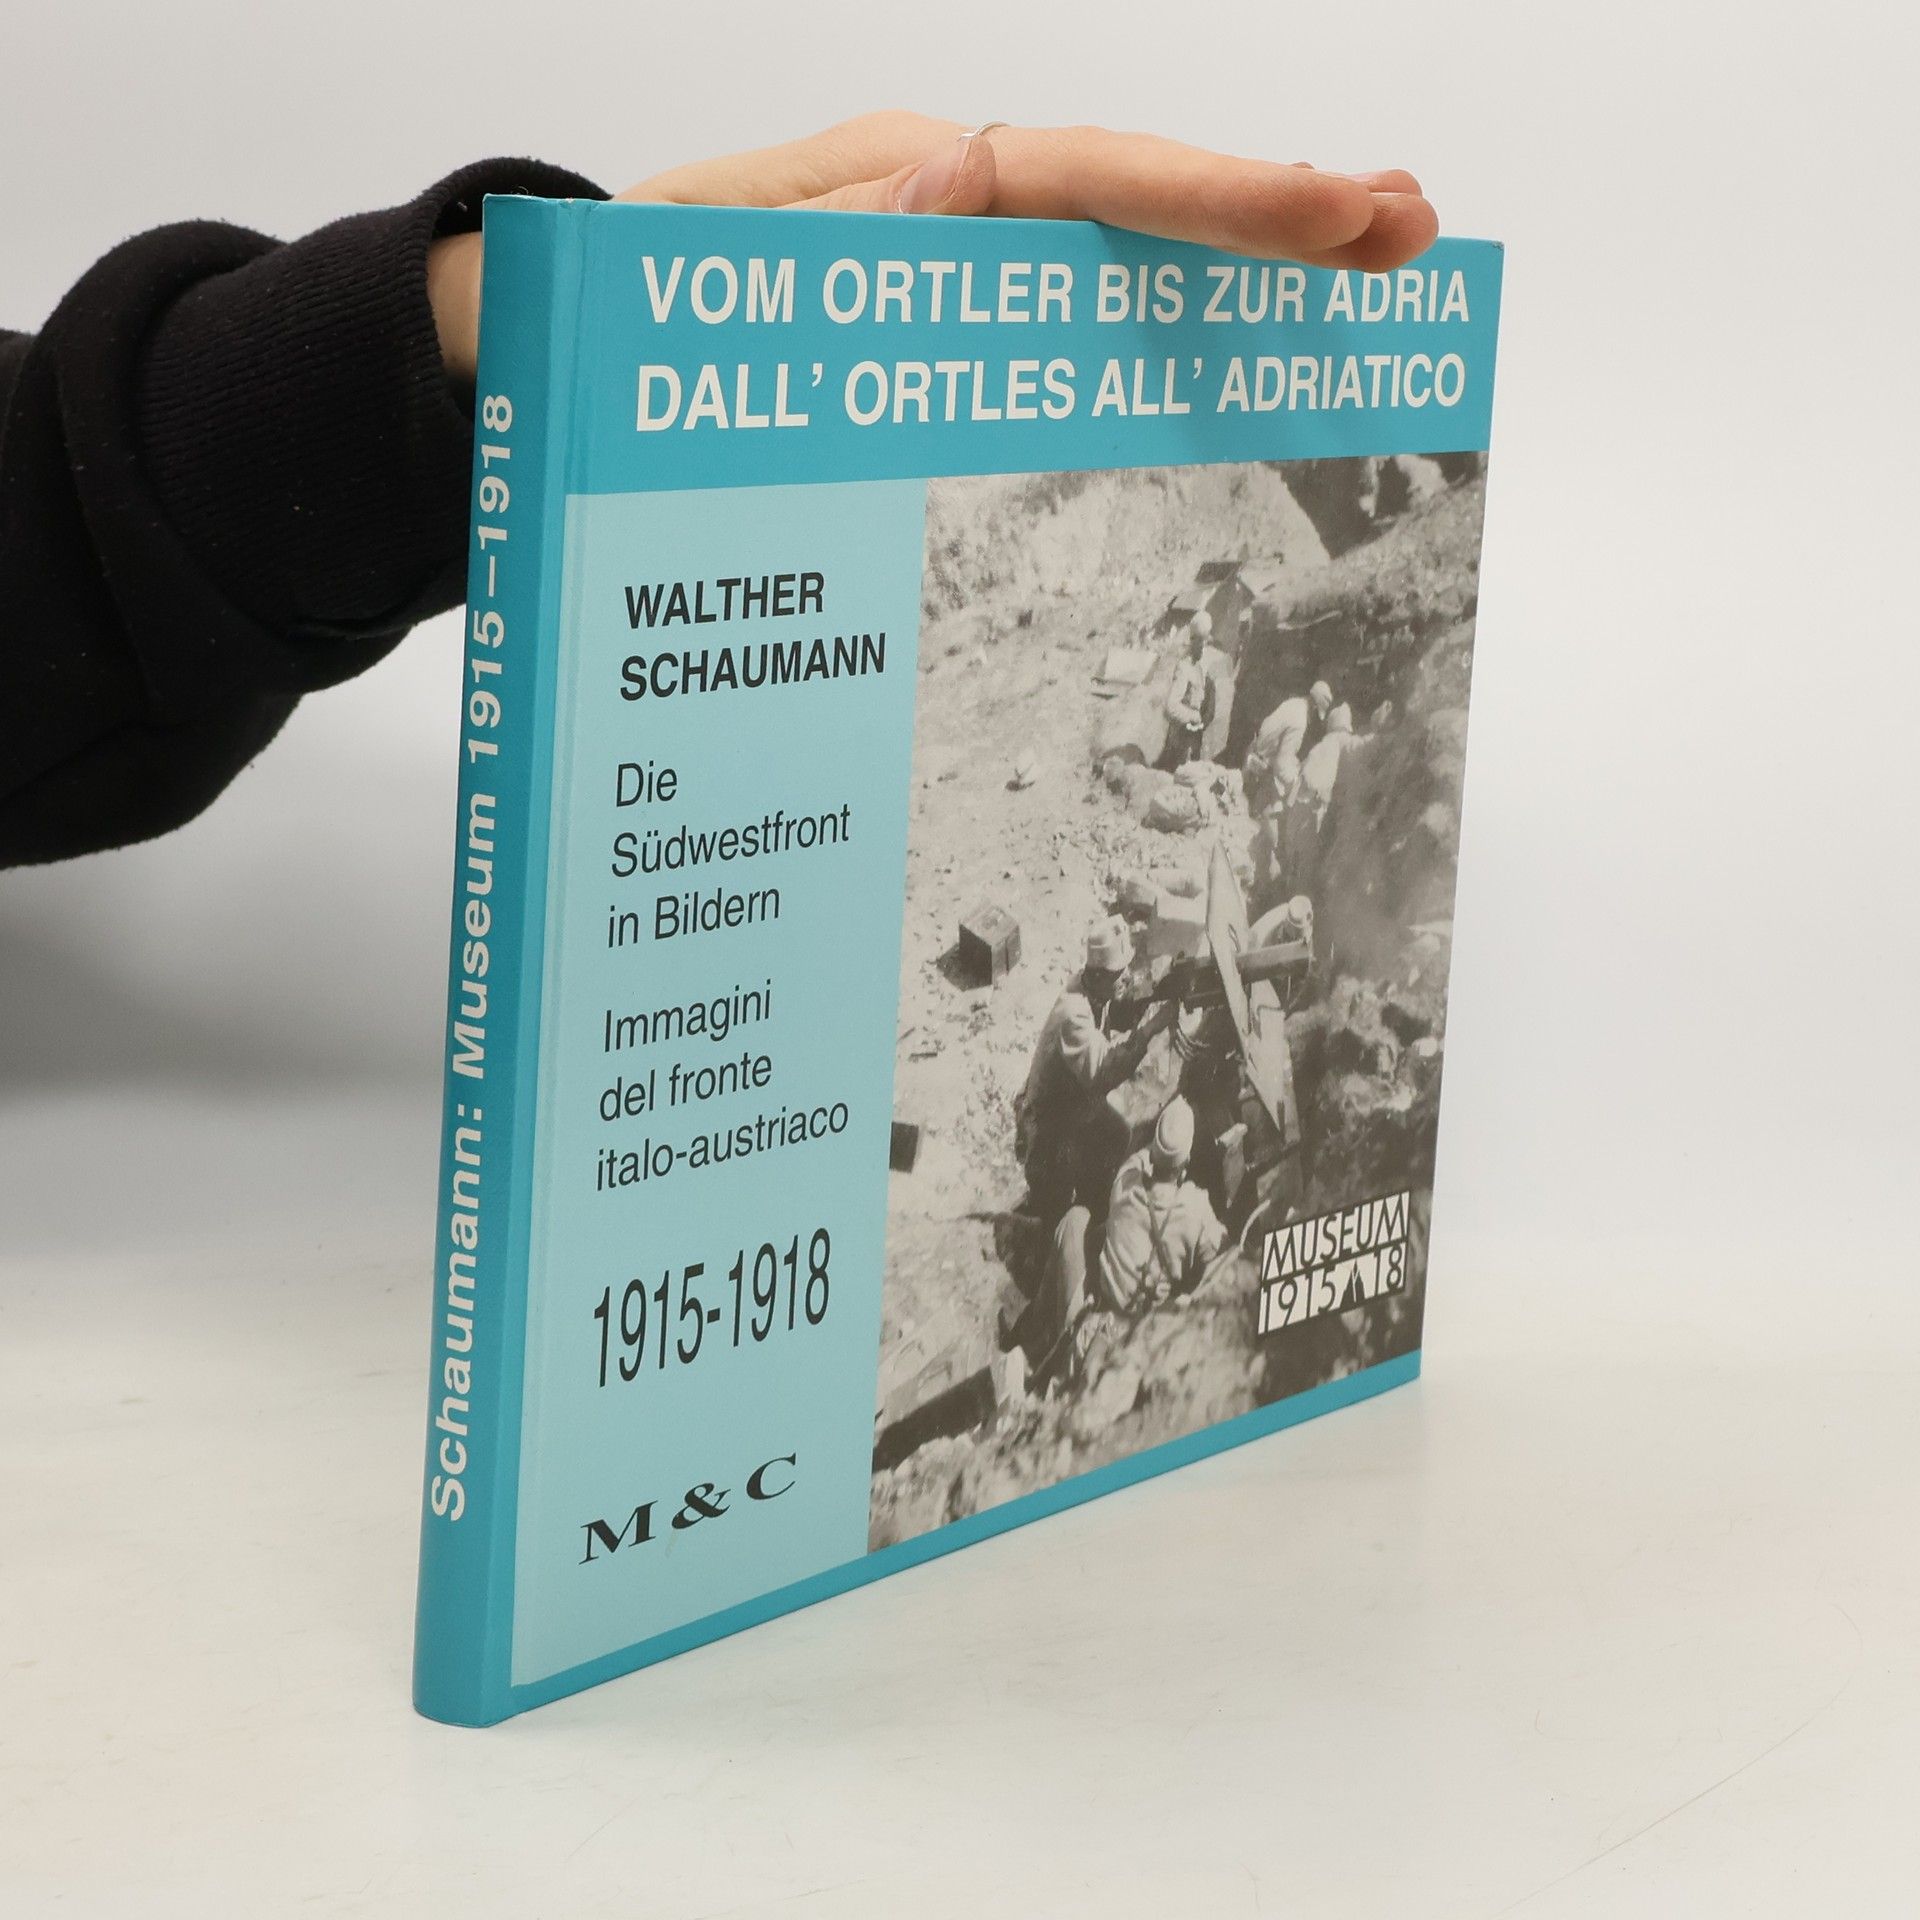 VOM ORTLER BIS ZUR ADRIA
DALL' ORTLES ALL' ADRIATICO
WALTHER
SCHAUMANN
Die
Südwestfront
in Bildern
Immagini
del fronte
italo-austriaco
1915-1918
M & C
MUSEUM
1915 18
Schaumann: Museum 1915–1918